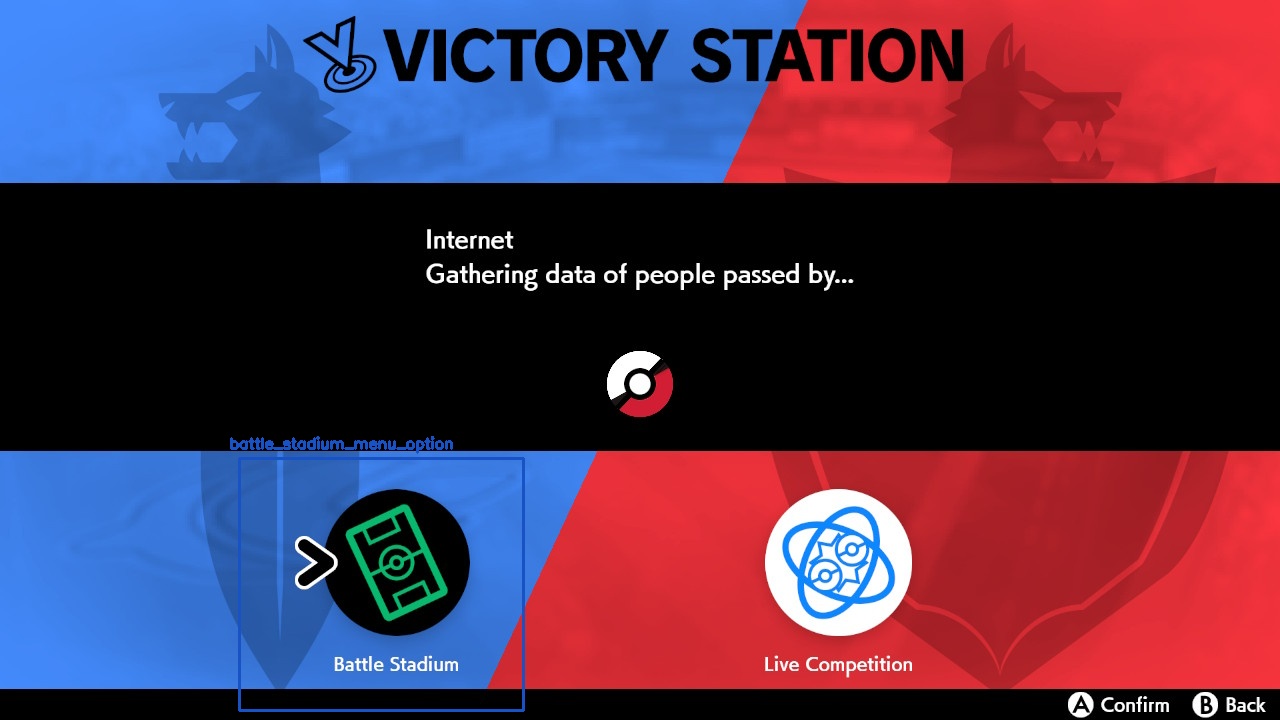 VICTORY STATION
Internet
Gathering data of people passed by...
battle_stadium_menu_option
Battle Stadium
Live Competition
A Confirm B Back